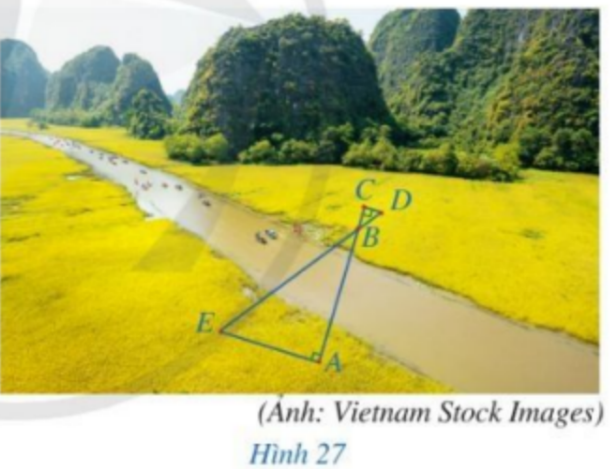 C D
B
E
A
(Ảnh: Vietnam Stock Images)
Hình 27